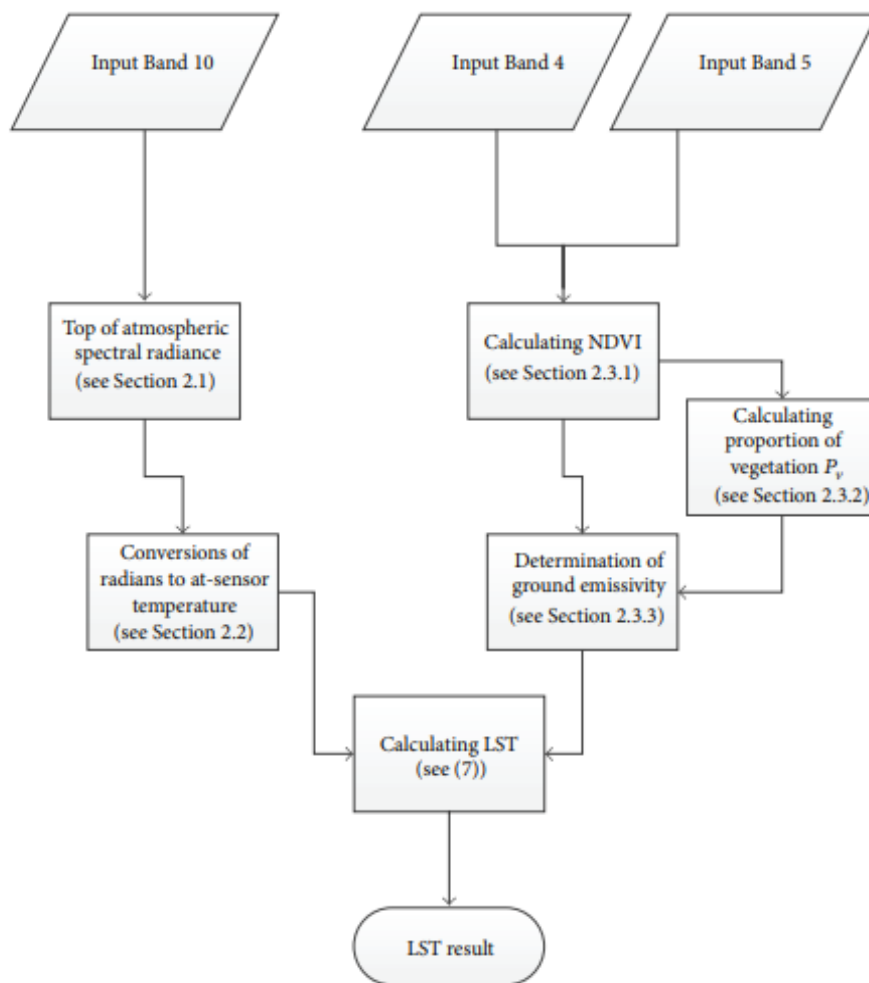 Input Band 10
Input Band 4
Input Band 5
Top of atmospheric
spectral radiance
(see Section 2.1)
Calculating NDVI
(see Section 2.3.1)
Calculating
proportion of
vegetation Pv
(see Section 2.3.2)
Conversions of
radians to at-sensor
temperature
(see Section 2.2)
Determination of
ground emissivity
(see Section 2.3.3)
Calculating LST
(see (7))
LST result